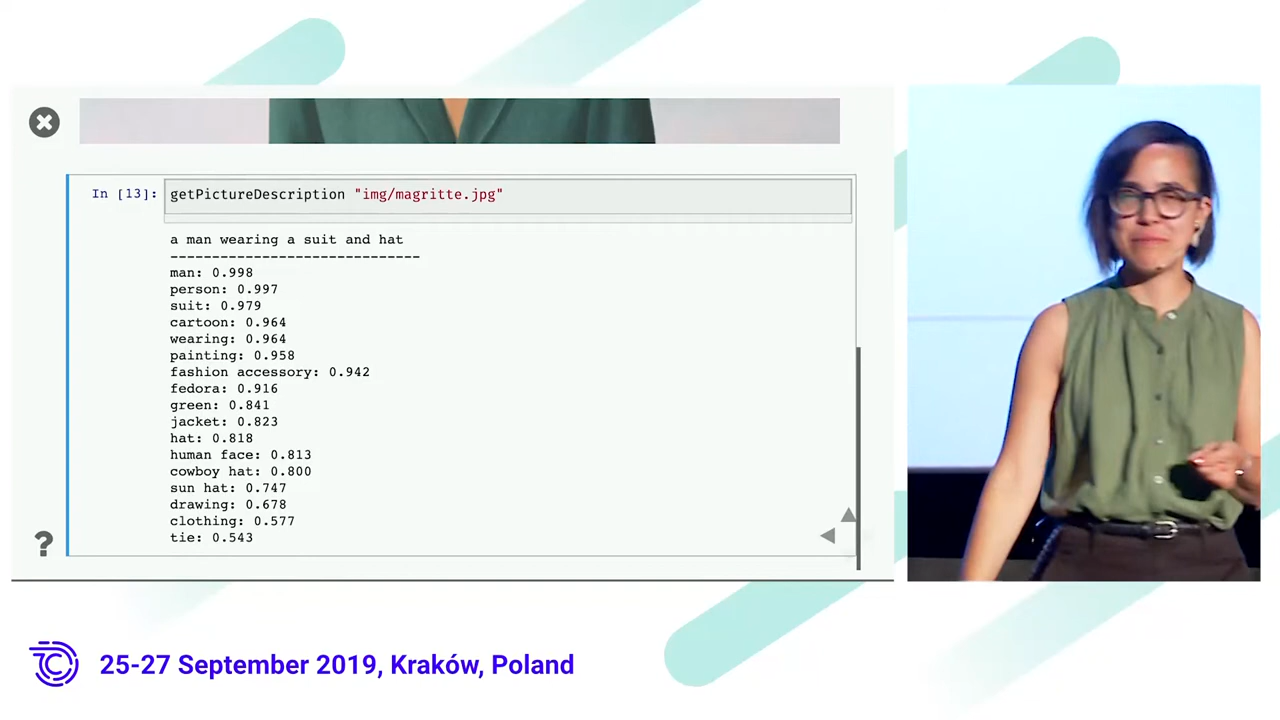 In [13]: getPictureDescription "img/magritte.jpg"
a man wearing a suit and hat
------------------------------
man: 0.998
person: 0.997
suit: 0.979
cartoon: 0.964
wearing: 0.964
painting: 0.958
fashion accessory: 0.942
fedora: 0.916
green: 0.841
jacket: 0.823
hat: 0.818
human face: 0.813
cowboy hat: 0.800
sun hat: 0.747
drawing: 0.678
clothing: 0.577
tie: 0.543
?
25-27 September 2019, Kraków, Poland